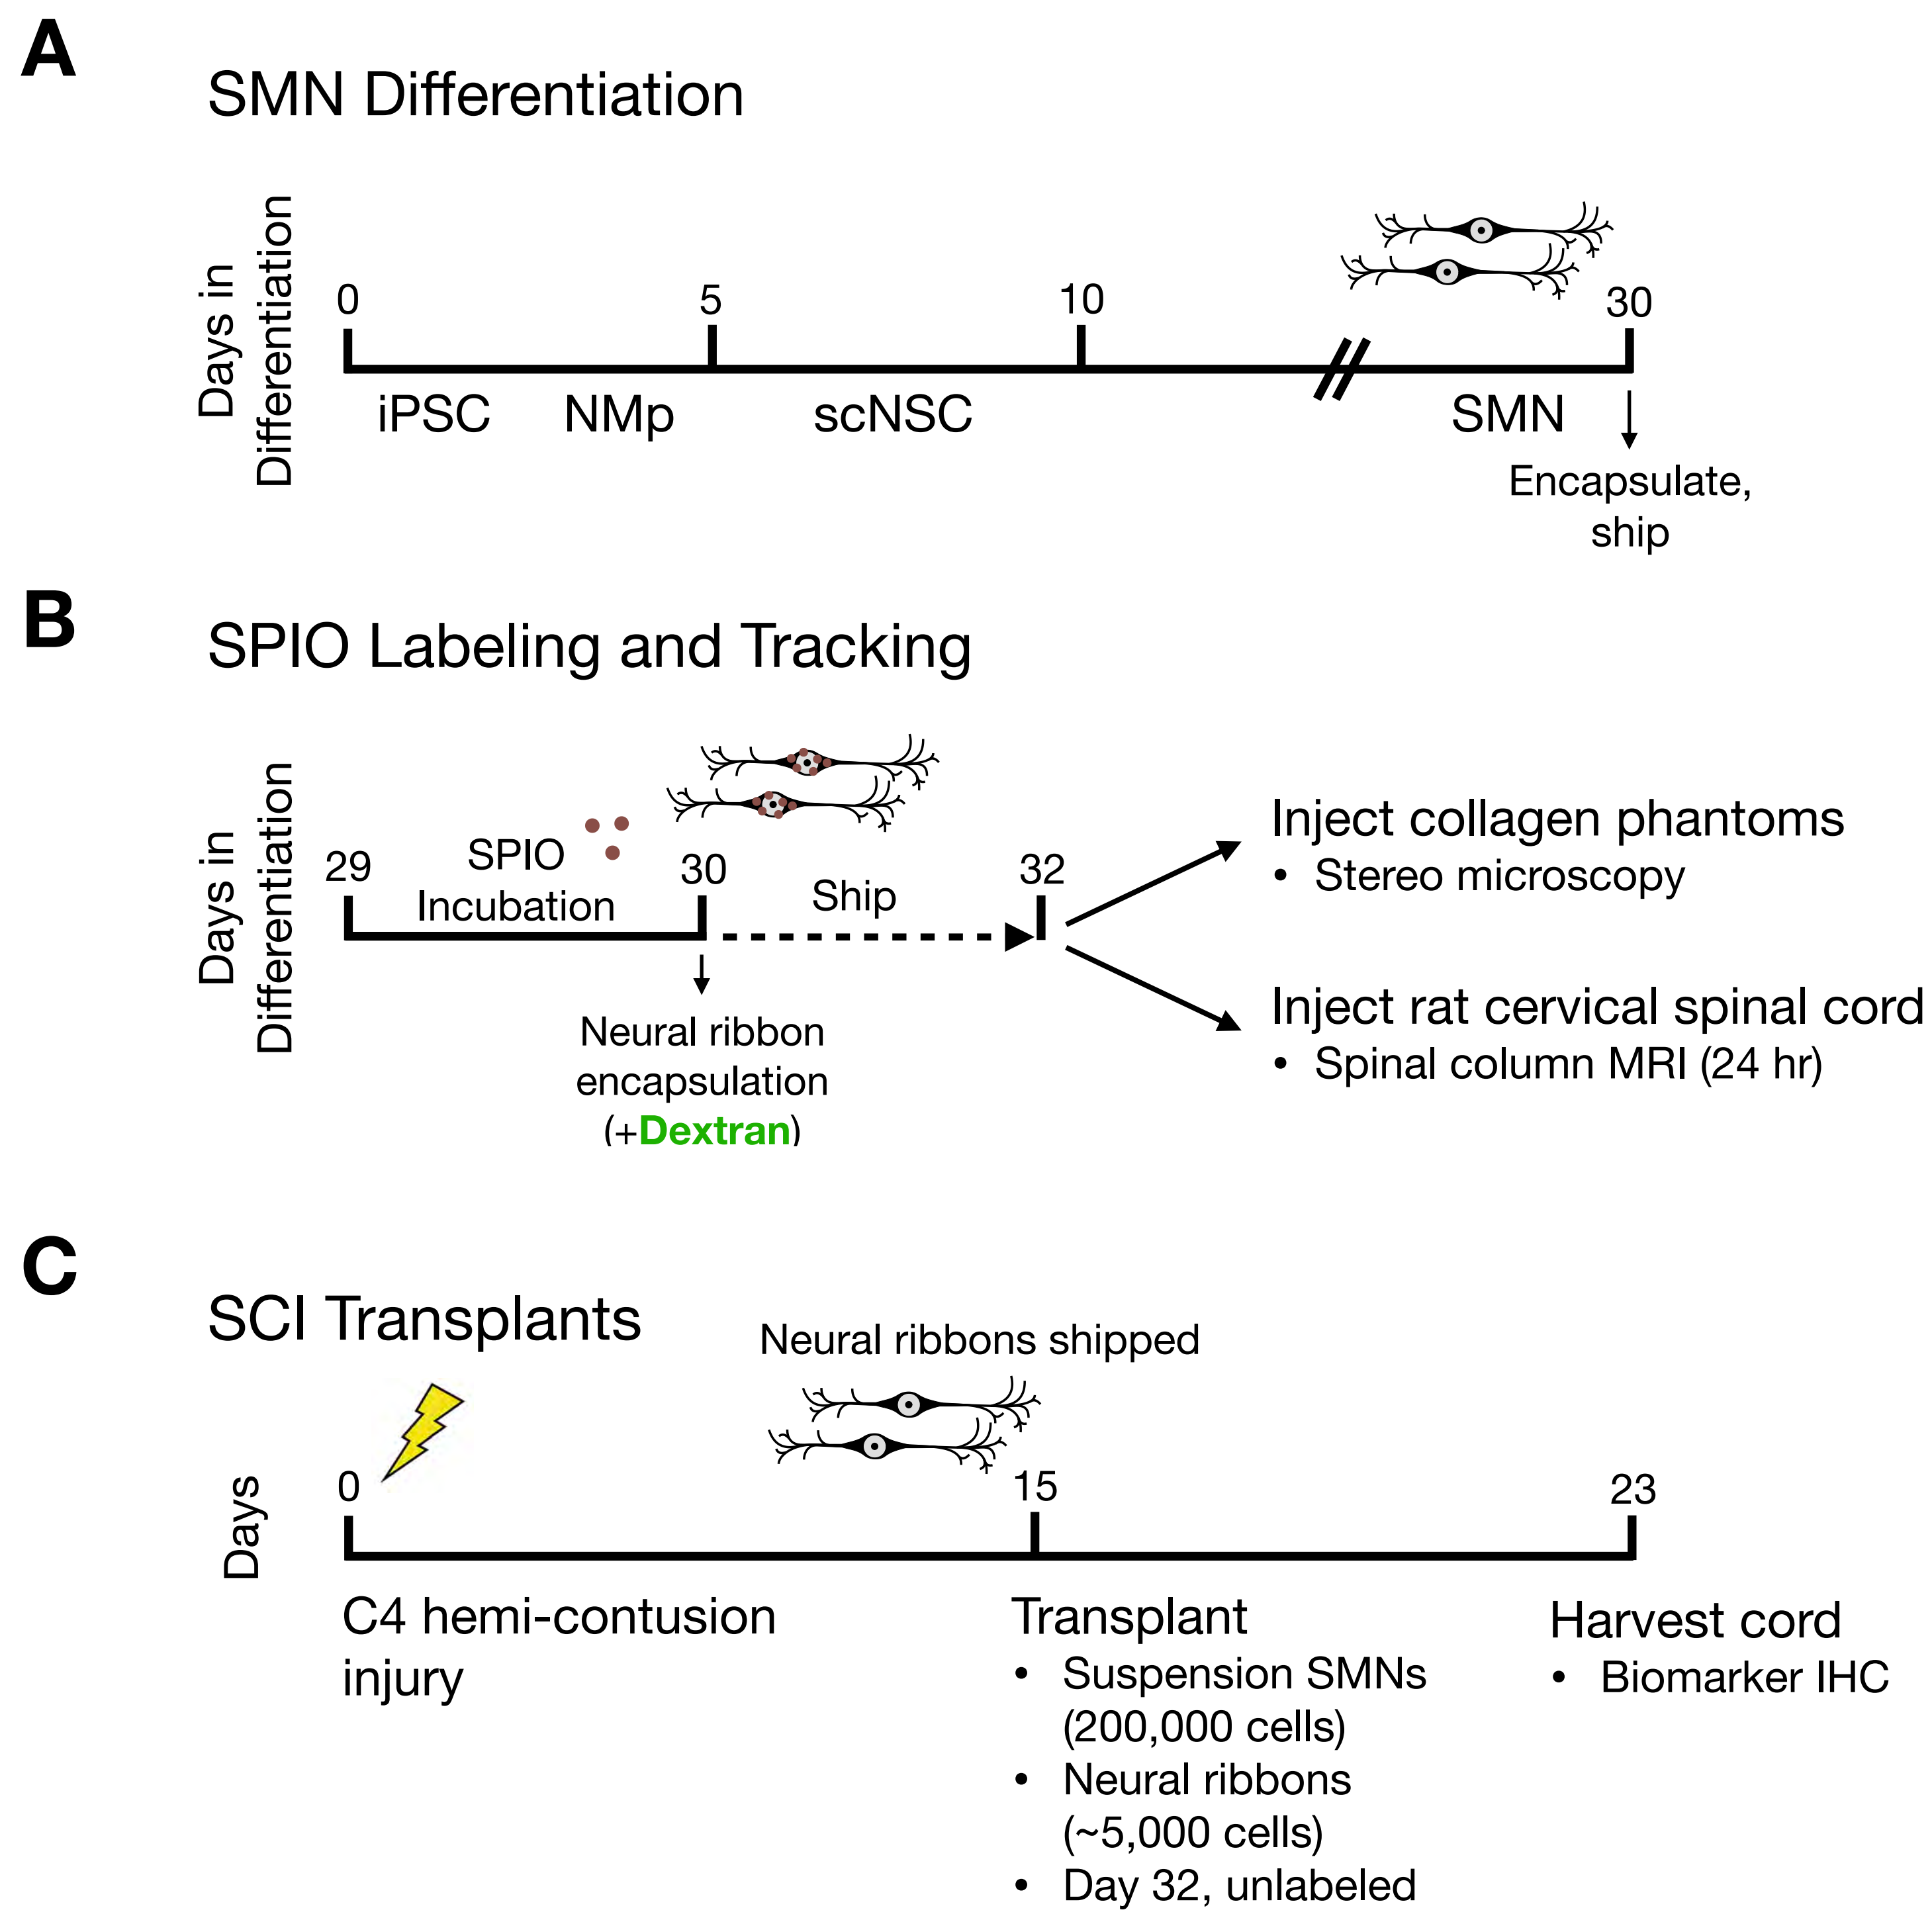 A
SMN Differentiation
Days in
Differentiation
0
5
10
30
iPSC
NMp
scNSC
SMN
Encapsulate,
ship
B
SPIO Labeling and Tracking
Days in
Differentiation
29
SPIO
Incubation
30
Ship
32
Neural ribbon
encapsulation
(+Dextran)
Inject collagen phantoms
• Stereo microscopy
Inject rat cervical spinal cord
• Spinal column MRI (24 hr)
C
SCI Transplants
Neural ribbons shipped
Days
0
15
23
C4 hemi-contusion
injury
Transplant
• Suspension SMNs
(200,000 cells)
• Neural ribbons
(~5,000 cells)
• Day 32, unlabeled
Harvest cord
• Biomarker IHC